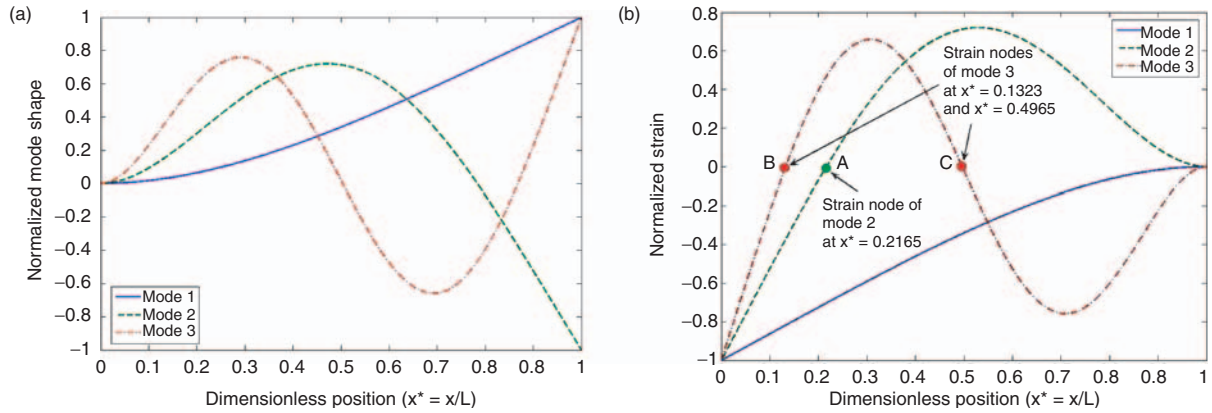 (a)
1
0.8
0.6
0.4
0.2
0
−0.2
−0.4
−0.6
−0.8
−1
Normalized mode shape
Mode 1
Mode 2
Mode 3
0 0.1 0.2 0.3 0.4 0.5 0.6 0.7 0.8 0.9 1
Dimensionless position (x* = x/L)
(b)
0.8
0.6
0.4
0.2
0
−0.2
−0.4
−0.6
−0.8
−1
Normalized strain
Mode 1
Mode 2
Mode 3
Strain nodes
of mode 3
at x* = 0.1323
and x* = 0.4965
B
A
C
Strain node of
mode 2
at x* = 0.2165
0 0.1 0.2 0.3 0.4 0.5 0.6 0.7 0.8 0.9 1
Dimensionless position (x* = x/L)